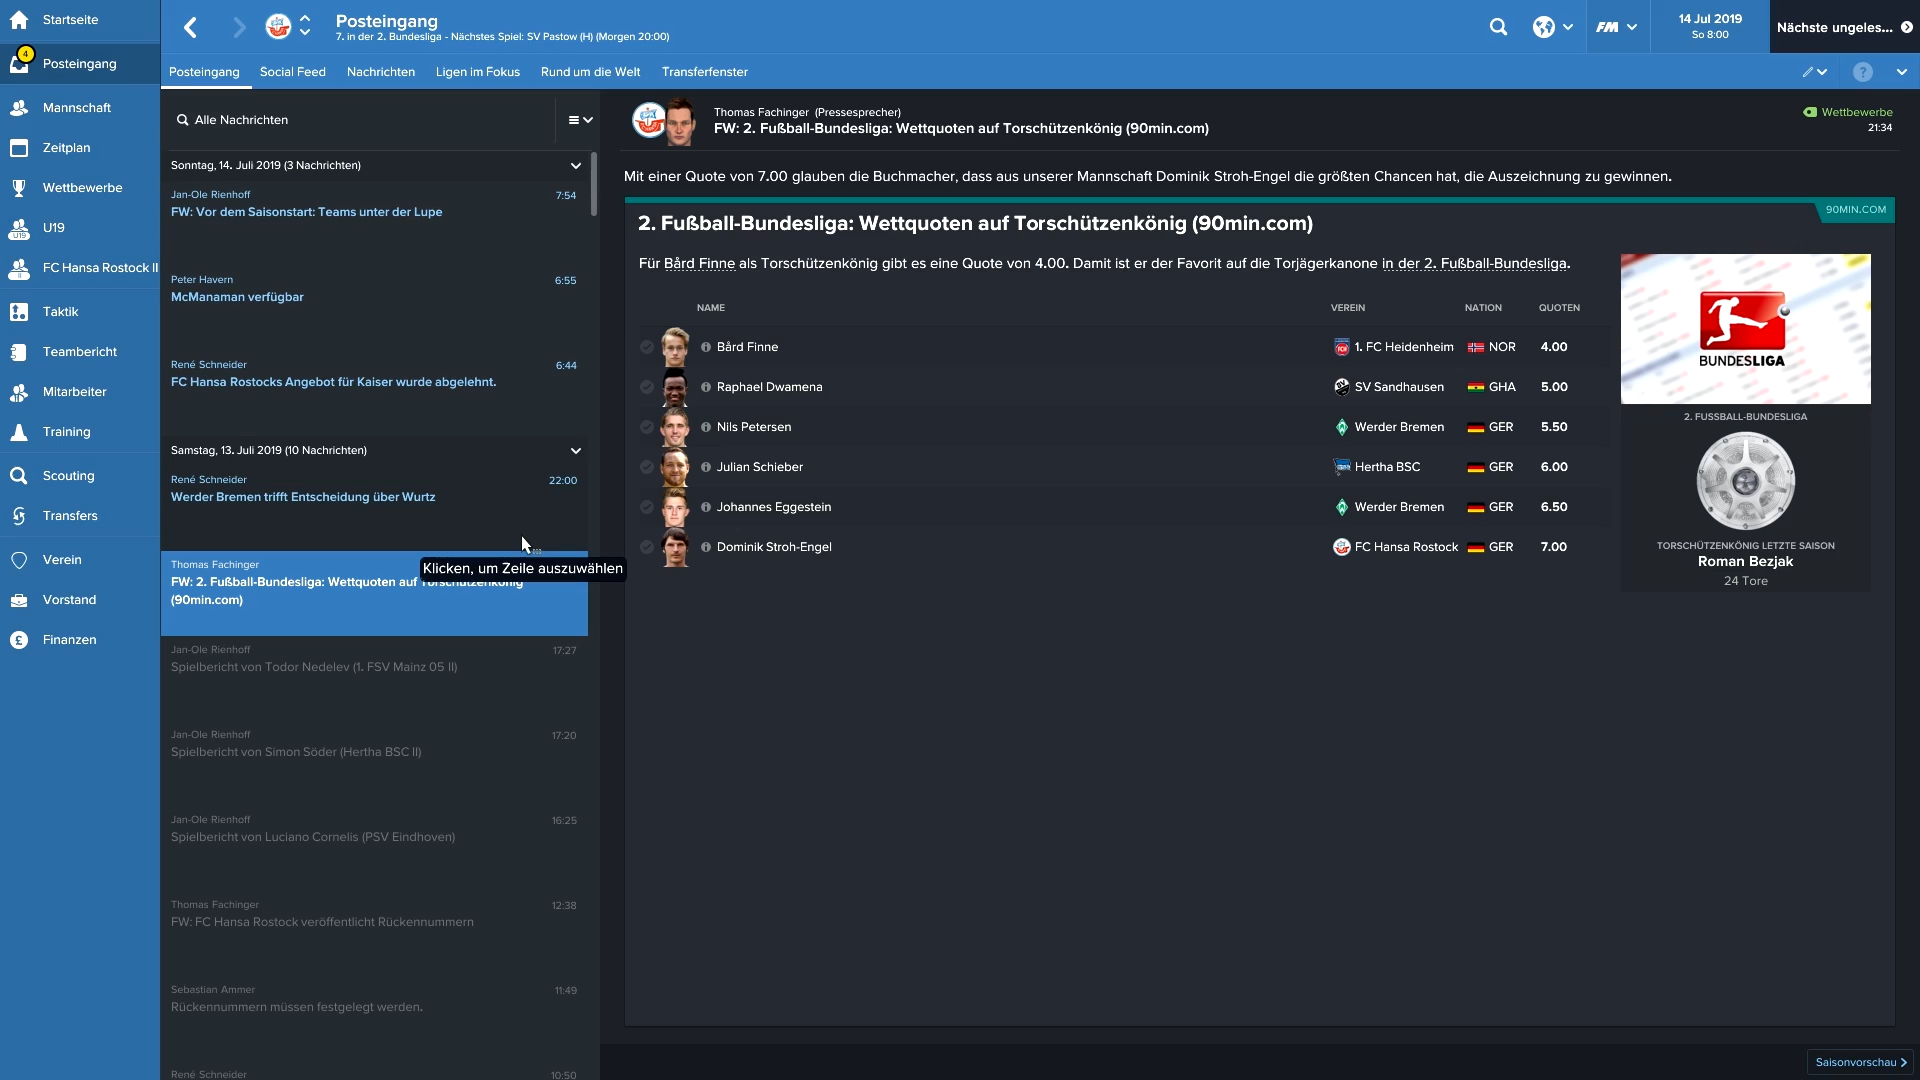 Startseite
4
Posteingang
Mannschaft
Zeitplan
Wettbewerbe
U19
U19
FC Hansa Rostock II
II
Taktik
Teambericht
Mitarbeiter
Training
Scouting
Transfers
Verein
Vorstand
£
Finanzen
Posteingang
7. in der 2. Bundesliga - Nächstes Spiel: SV Pastow (H) (Morgen 20:00)
FM
14 Jul 2019
So 8:00
Nächste ungeles...
Posteingang
Social Feed
Nachrichten
Ligen im Fokus
Rund um die Welt
Transferfenster
?
Alle Nachrichten
Sonntag, 14. Juli 2019 (3 Nachrichten)
Jan-Ole Rienhoff 7:54
FW: Vor dem Saisonstart: Teams unter der Lupe
Peter Havern 6:55
McManaman verfügbar
René Schneider 6:44
FC Hansa Rostocks Angebot für Kaiser wurde abgelehnt.
Samstag, 13. Juli 2019 (10 Nachrichten)
René Schneider 22:00
Werder Bremen trifft Entscheidung über Wurtz
Thomas Fachinger
Klicken, um Zeile auszuwählen
FW: 2. Fußball-Bundesliga: Wettquoten auf Torschützenkönig
(90min.com)
Jan-Ole Rienhoff 17:27
Spielbericht von Todor Nedelev (1. FSV Mainz 05 II)
Jan-Ole Rienhoff 17:20
Spielbericht von Simon Söder (Hertha BSC II)
Jan-Ole Rienhoff 16:25
Spielbericht von Luciano Cornelis (PSV Eindhoven)
Thomas Fachinger 12:38
FW: FC Hansa Rostock veröffentlicht Rückennummern
Sebastian Ammer 11:49
Rückennummern müssen festgelegt werden.
René Schneider 10:50
Thomas Fachinger (Pressesprecher)
FW: 2. Fußball-Bundesliga: Wettquoten auf Torschützenkönig (90min.com)
Wettbewerbe
21:34
Mit einer Quote von 7.00 glauben die Buchmacher, dass aus unserer Mannschaft Dominik Stroh-Engel die größten Chancen hat, die Auszeichnung zu gewinnen.
90MIN.COM
2. Fußball-Bundesliga: Wettquoten auf Torschützenkönig (90min.com)
Für Bård Finne als Torschützenkönig gibt es eine Quote von 4.00. Damit ist er der Favorit auf die Torjägerkanone in der 2. Fußball-Bundesliga.
NAME VEREIN NATION QUOTEN
Bård Finne 1. FC Heidenheim NOR 4.00
Raphael Dwamena SV Sandhausen GHA 5.00
Nils Petersen Werder Bremen GER 5.50
Julian Schieber Hertha BSC GER 6.00
Johannes Eggestein Werder Bremen GER 6.50
Dominik Stroh-Engel FC Hansa Rostock GER 7.00
BUNDESLIGA
2. FUSSBALL-BUNDESLIGA
TORSCHÜTZENKÖNIG LETZTE SAISON
Roman Bezjak
24 Tore
Saisonvorschau